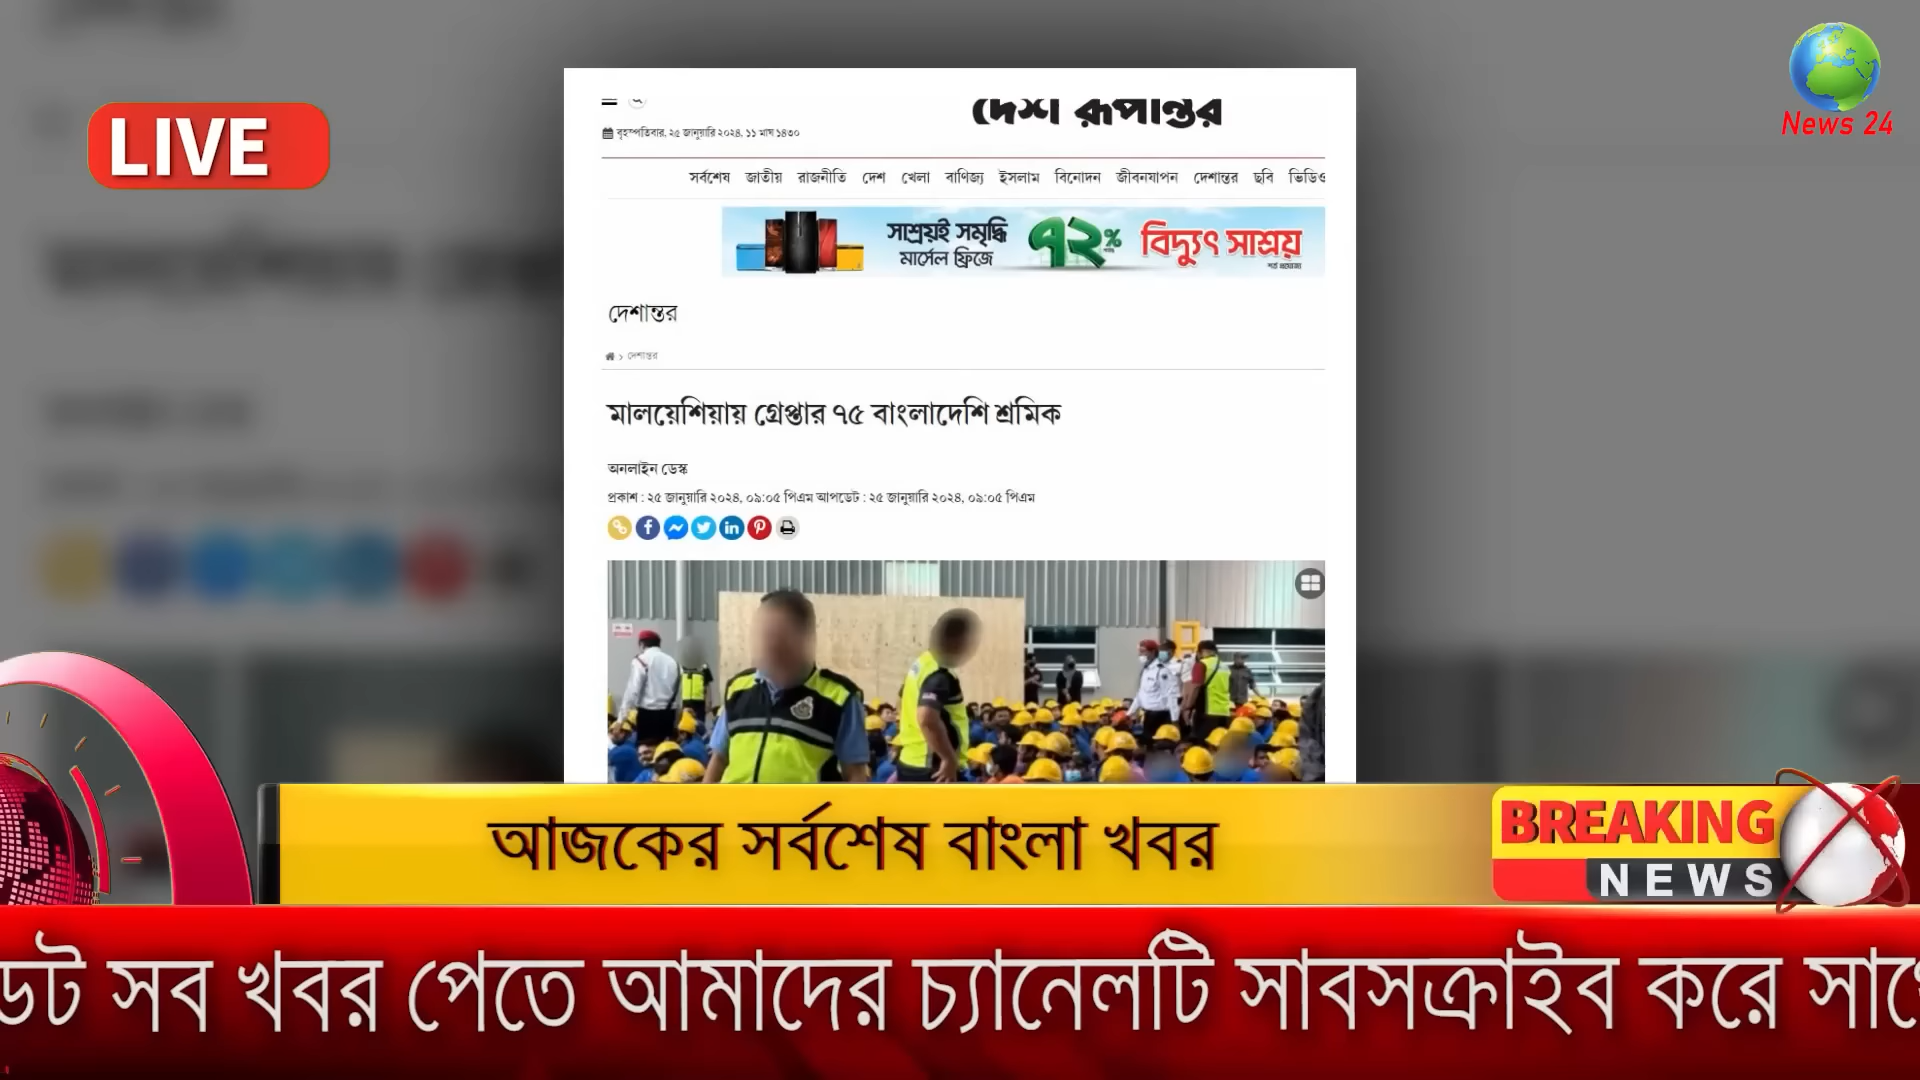 দেশ রূপান্তর
বৃহস্পতিবার, ২৫ জানুয়ারি ২০২৪, ১১ মাঘ ১৪৩০
LIVE
News 24
সর্বশেষ জাতীয় রাজনীতি দেশ খেলা বাণিজ্য ইসলাম বিনোদন জীবনযাপন দেশান্তর ছবি ভিডিও
সাশ্রয়ই সমৃদ্ধি
মার্সেল ফ্রিজে
৭২%
বিদ্যুৎ সাশ্রয়
শর্ত প্রযোজ্য
দেশান্তর
দেশান্তর
মালয়েশিয়ায় গ্রেপ্তার ৭৫ বাংলাদেশি শ্রমিক
অনলাইন ডেস্ক
প্রকাশ : ২৫ জানুয়ারি ২০২৪, ০৯:০৫ পিএম আপডেট : ২৫ জানুয়ারি ২০২৪, ০৯:০৫ পিএম
আজকের সর্বশেষ বাংলা খবর
BREAKING
NEWS
সব খবর পেতে আমাদের চ্যানেলটি সাবসক্রাইব করে